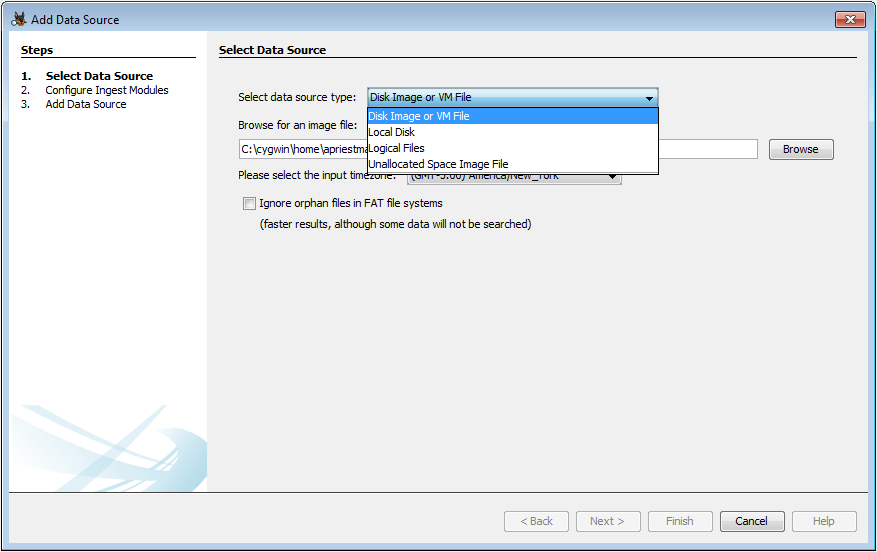 Add Data Source
Steps
1. Select Data Source
2. Configure Ingest Modules
3. Add Data Source
Select Data Source
Select data source type: Disk Image or VM File
Disk Image or VM File
Local Disk
Logical Files
Unallocated Space Image File
Browse for an image file:
C:\cygwin\home\apriestma
Browse
Please select the input timezone: (GMT-5:00) America/New_York
Ignore orphan files in FAT file systems
(faster results, although some data will not be searched)
< Back Next > Finish Cancel Help